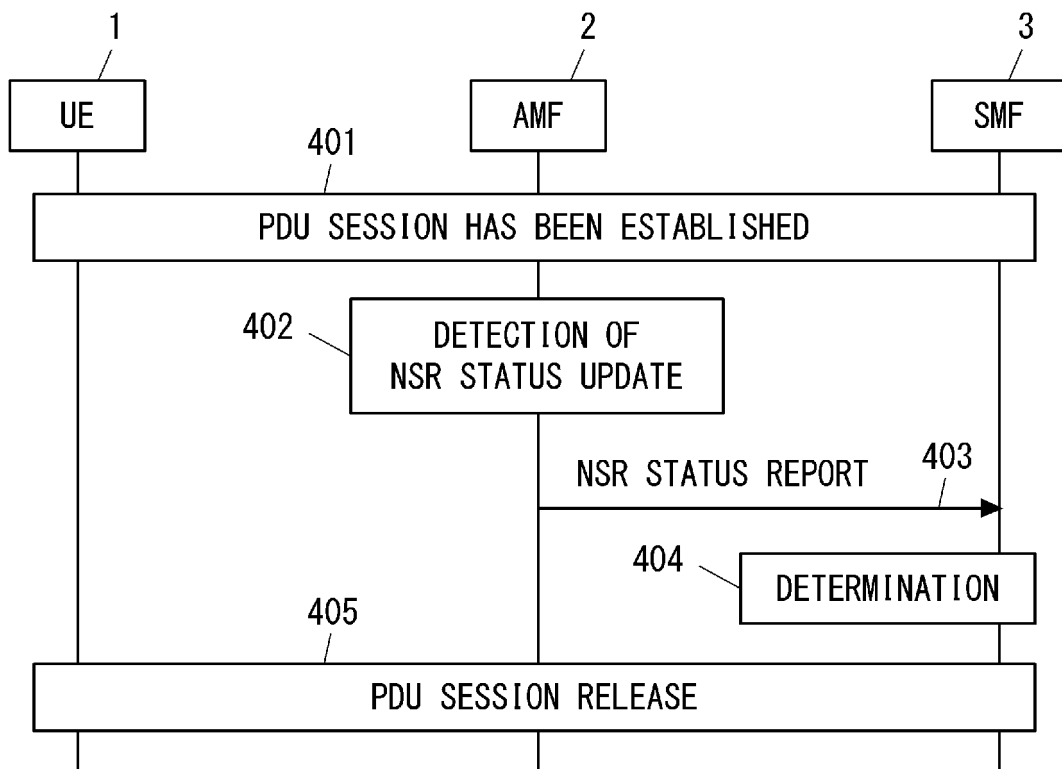 1
2
3
UE
AMF
SMF
401
PDU SESSION HAS BEEN ESTABLISHED
402
DETECTION OF
NSR STATUS UPDATE
NSR STATUS REPORT
403
404
DETERMINATION
405
PDU SESSION RELEASE